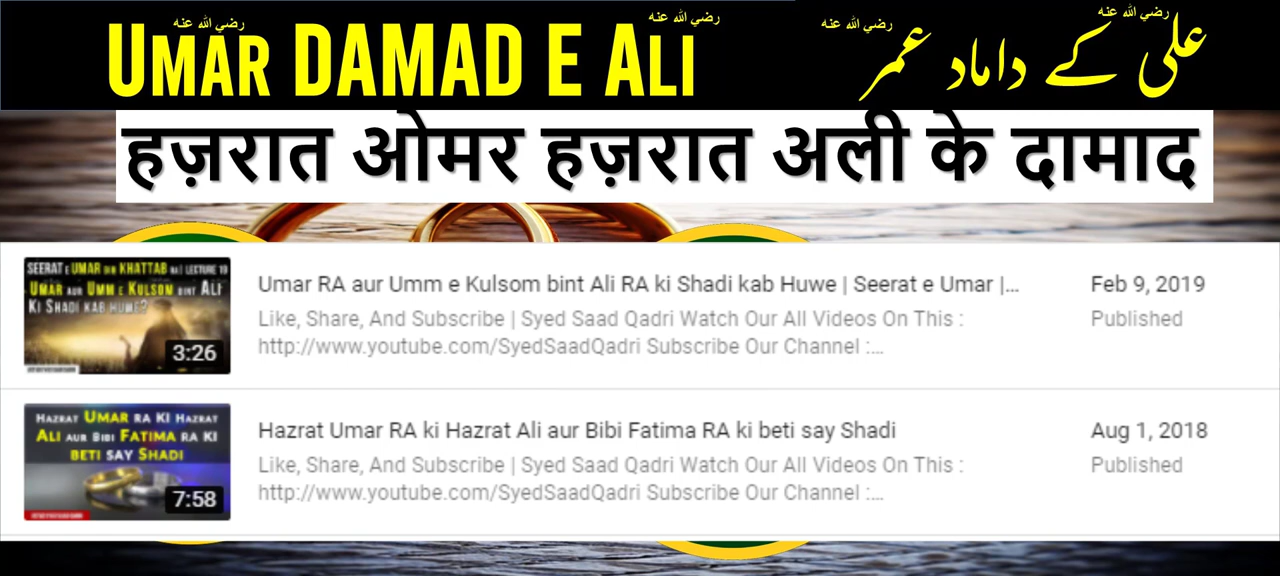 رضي الله عنه رضي الله عنه
UMAR DAMAD E ALI
رضي الله عنه رضي الله عنه
علی کے داماد عمر
हज़रात ओमर हज़रात अली के दामाद
SEERAT E UMAR BIN KHATTAB RA | LECTURE 19
UMAR AUR UMM E KULSOM BINT ALI
KI SHADI KAB HUWE?
3:26
Umar RA aur Umm e Kulsom bint Ali RA ki Shadi kab Huwe | Seerat e Umar |...
Feb 9, 2019
Like, Share, And Subscribe | Syed Saad Qadri Watch Our All Videos On This :
Published
http://www.youtube.com/SyedSaadQadri Subscribe Our Channel :...
HAZRAT UMAR RA KI HAZRAT
ALI AUR BIBI FATIMA RA KI
BETI SAY SHADI
7:58
Hazrat Umar RA ki Hazrat Ali aur Bibi Fatima RA ki beti say Shadi
Aug 1, 2018
Like, Share, And Subscribe | Syed Saad Qadri Watch Our All Videos On This :
Published
http://www.youtube.com/SyedSaadQadri Subscribe Our Channel :...